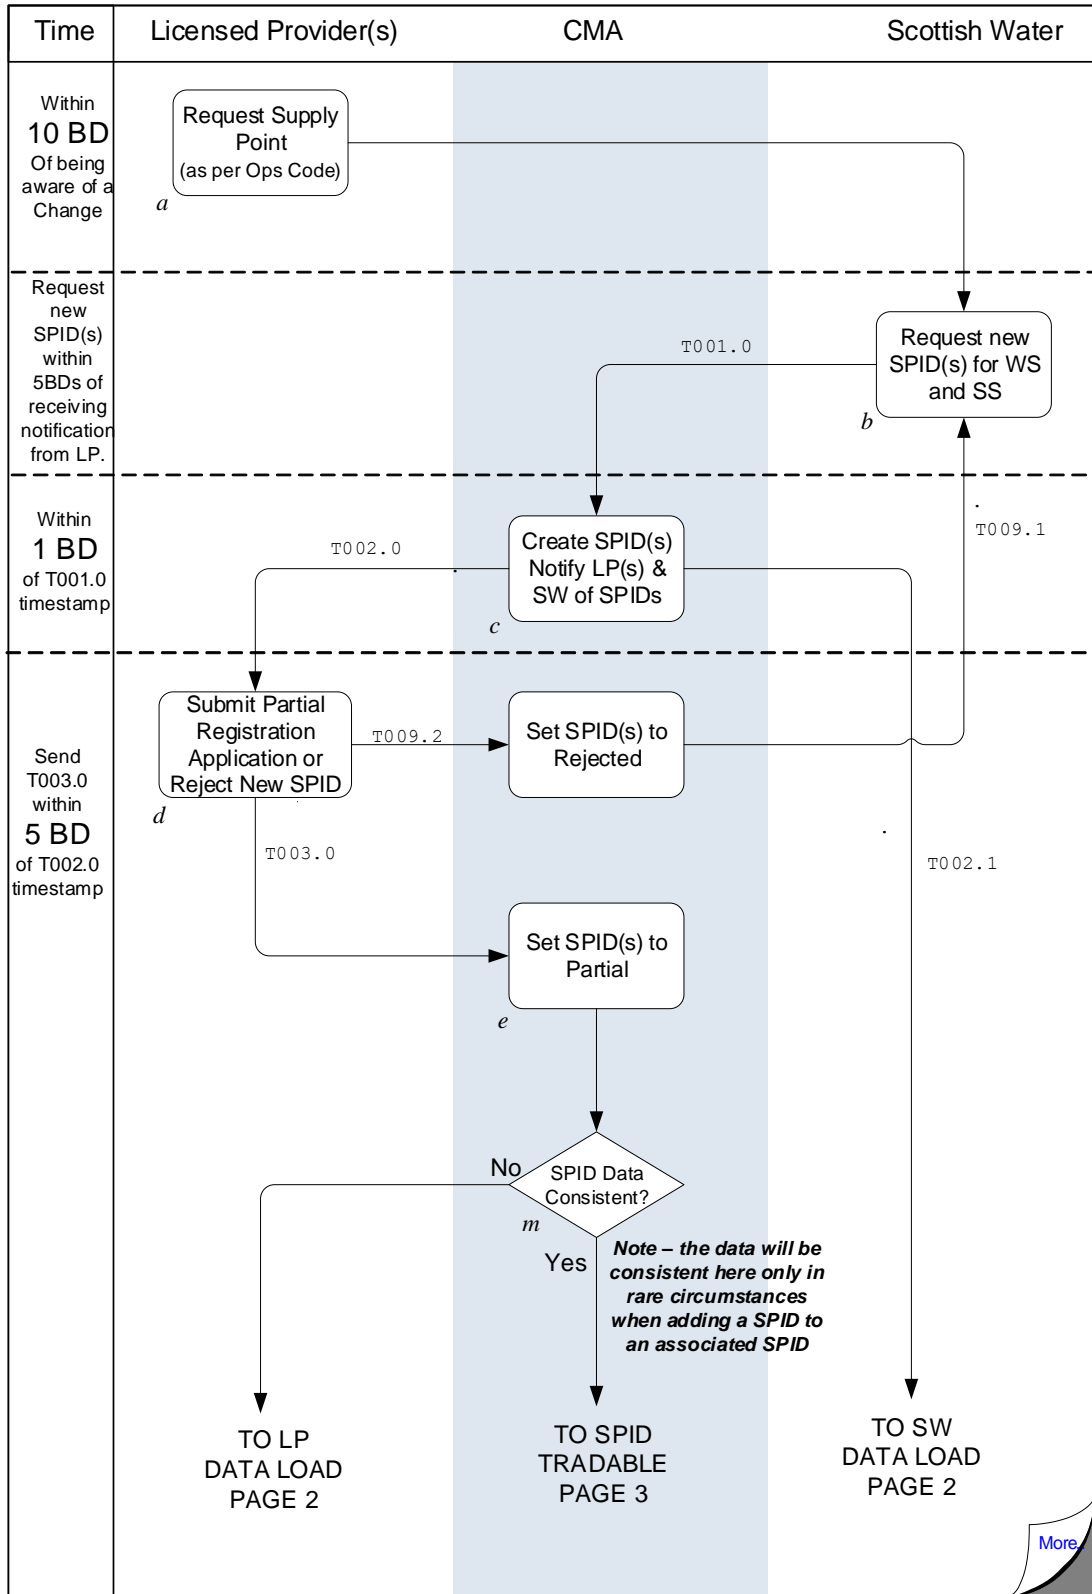 Time
Licensed Provider(s)
CMA
Scottish Water
Within
10 BD
Of being
aware of a
Change
Request Supply
Point
(as per Ops Code)
a
Request
new
SPID(s)
within
5BDs of
receiving
notification
from LP.
T001.0
Request new
SPID(s) for WS
and SS
b
Within
1 BD
of T001.0
timestamp
T002.0
Create SPID(s)
Notify LP(s) &
SW of SPIDs
c
T009.1
Send
T003.0
within
5 BD
of T002.0
timestamp
Submit Partial
Registration
Application or
Reject New SPID
d
T009.2
Set SPID(s) to
Rejected
T003.0
T002.1
Set SPID(s) to
Partial
e
No
SPID Data
Consistent?
m
Yes
Note – the data will be
consistent here only in
rare circumstances
when adding a SPID to
an associated SPID
TO LP
DATA LOAD
PAGE 2
TO SPID
TRADABLE
PAGE 3
TO SW
DATA LOAD
PAGE 2
More..